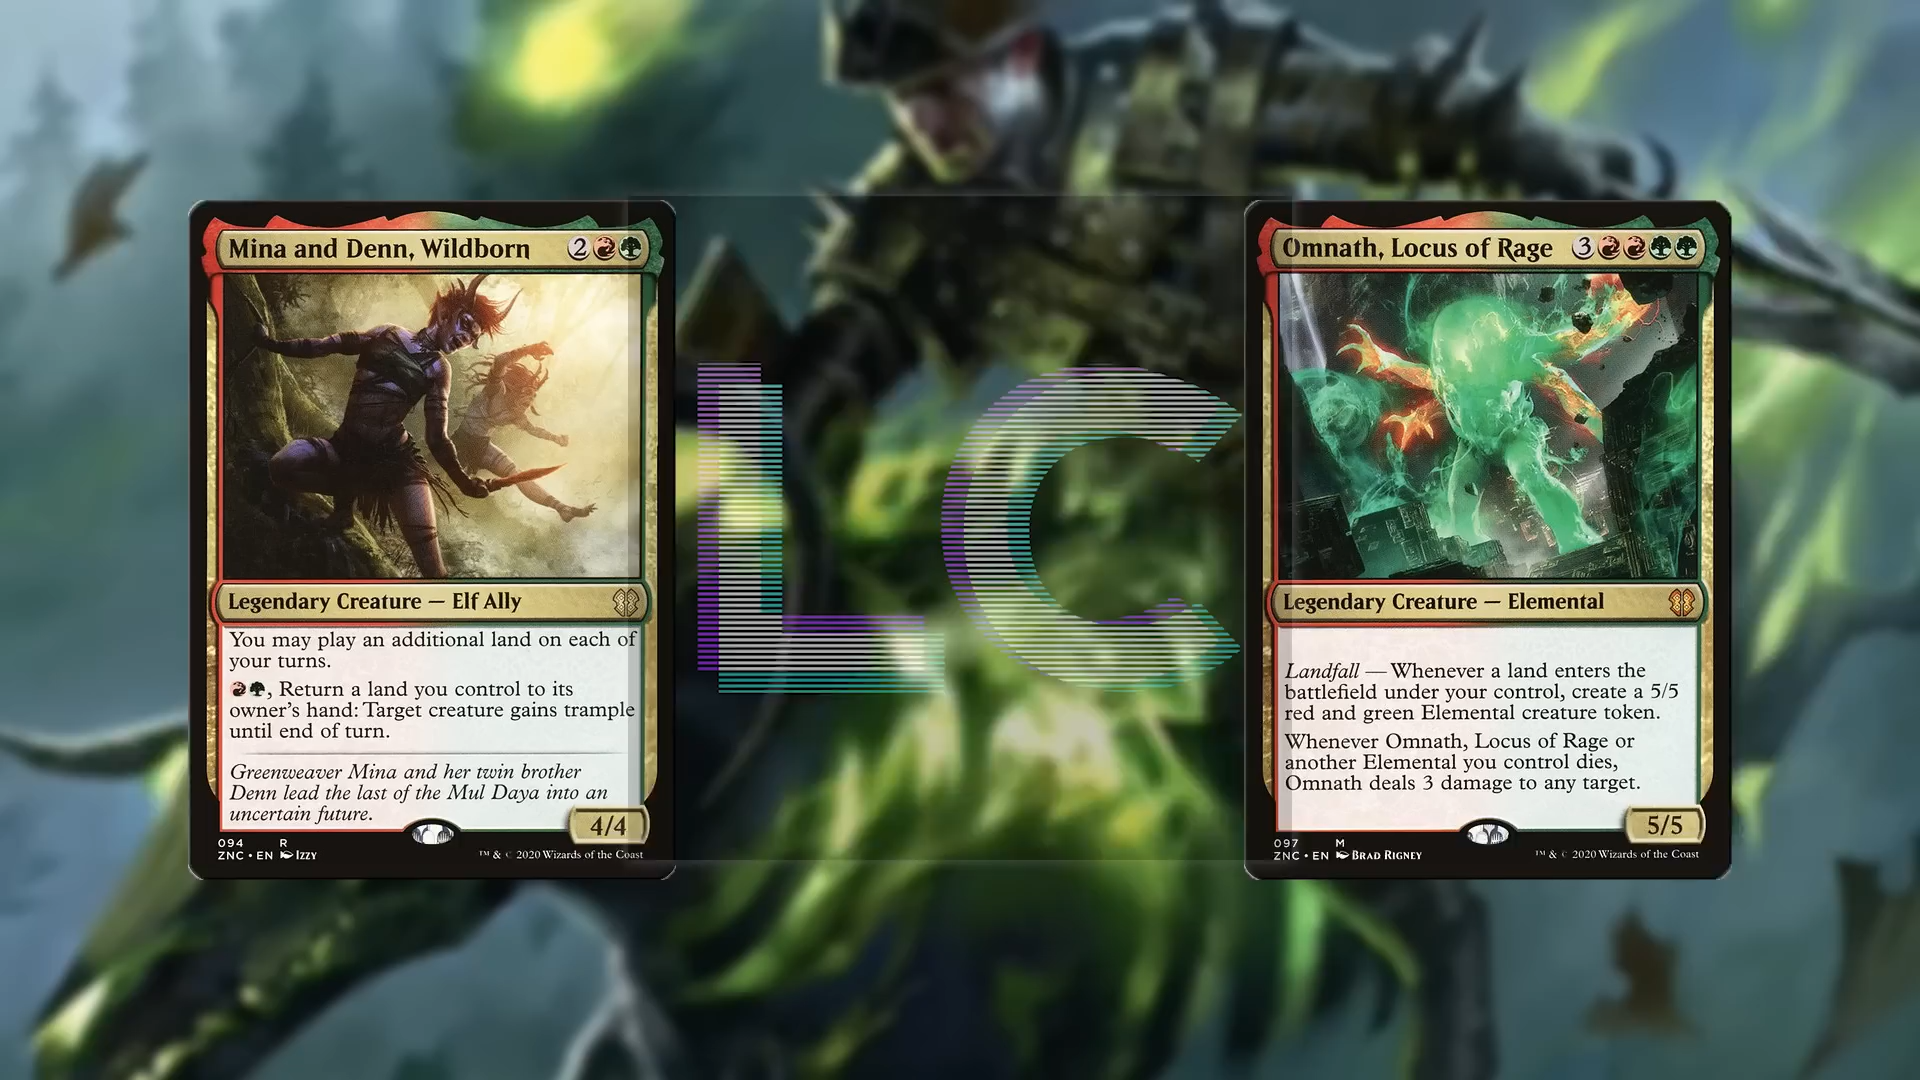 Mina and Denn, Wildborn 2
Legendary Creature — Elf Ally
You may play an additional land on each of
your turns.
, Return a land you control to its
owner's hand: Target creature gains trample
until end of turn.
Greenweaver Mina and her twin brother
Denn lead the last of the Mul Daya into an
uncertain future.
4/4
094 R
ZNC • EN Izzy
™ & © 2020 Wizards of the Coast
LC
Omnath, Locus of Rage 3
Legendary Creature — Elemental
Landfall — Whenever a land enters the
battlefield under your control, create a 5/5
red and green Elemental creature token.
Whenever Omnath, Locus of Rage or
another Elemental you control dies,
Omnath deals 3 damage to any target.
5/5
097 M
ZNC • EN Brad Rigney
™ & © 2020 Wizards of the Coast